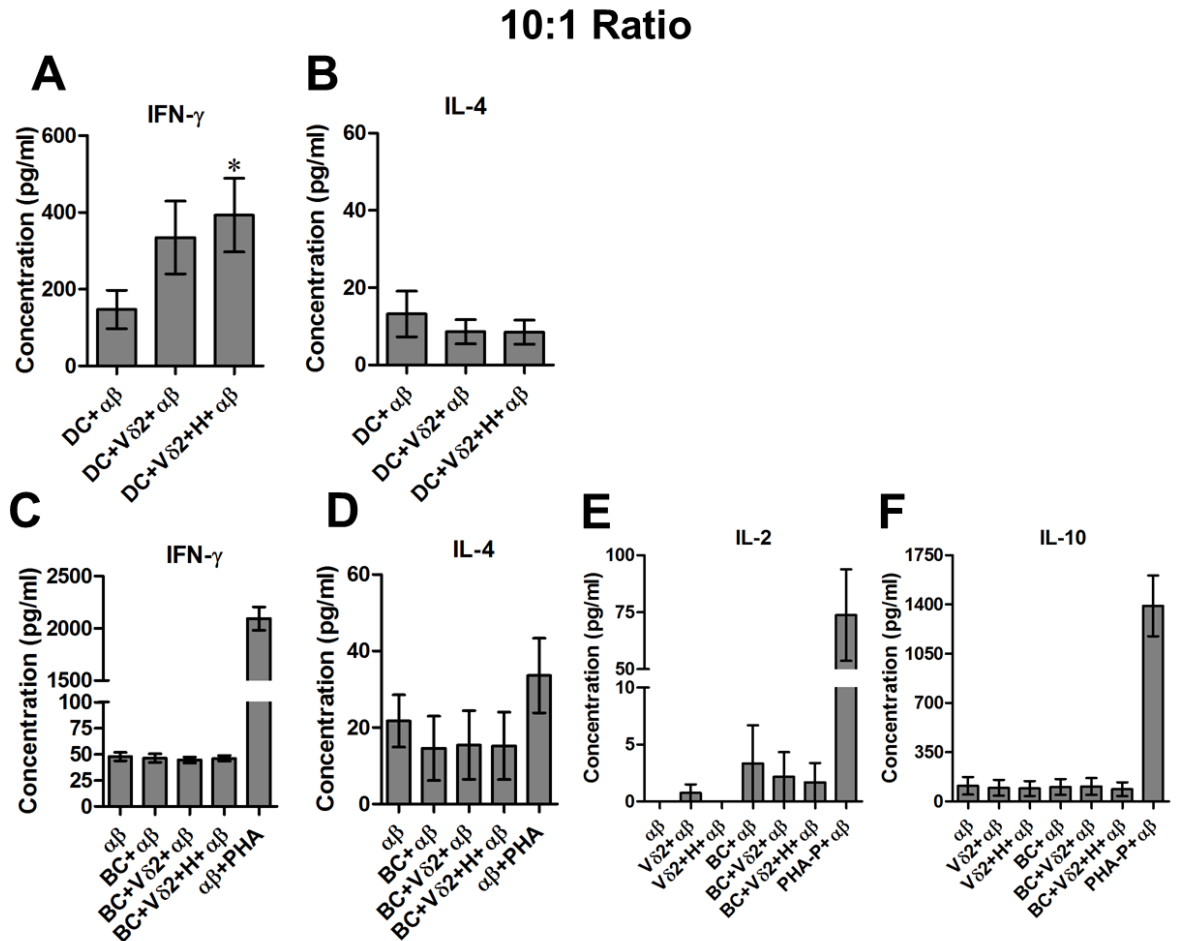 10:1 Ratio
A
IFN-γ
Concentration (pg/ml)
600
400
200
0
*
DC+αβ
DC+Vδ2+αβ
DC+Vδ2+H+αβ
B
IL-4
Concentration (pg/ml)
60
40
20
0
DC+αβ
DC+Vδ2+αβ
DC+Vδ2+H+αβ
C
IFN-γ
Concentration (pg/ml)
2500
2000
1500
100
75
50
25
0
αβ
BC+αβ
BC+Vδ2+αβ
BC+Vδ2+H+αβ
αβ+PHA
D
IL-4
Concentration (pg/ml)
60
40
20
0
αβ
BC+αβ
BC+Vδ2+αβ
BC+Vδ2+H+αβ
αβ+PHA
E
IL-2
Concentration (pg/ml)
100
75
50
10
5
0
αβ
Vδ2+αβ
Vδ2+H+αβ
BC+αβ
BC+Vδ2+αβ
BC+Vδ2+H+αβ
PHA-P+αβ
F
IL-10
Concentration (pg/ml)
1750
1400
1050
700
350
0
αβ
Vδ2+αβ
Vδ2+H+αβ
BC+αβ
BC+Vδ2+αβ
BC+Vδ2+H+αβ
PHA-P+αβ